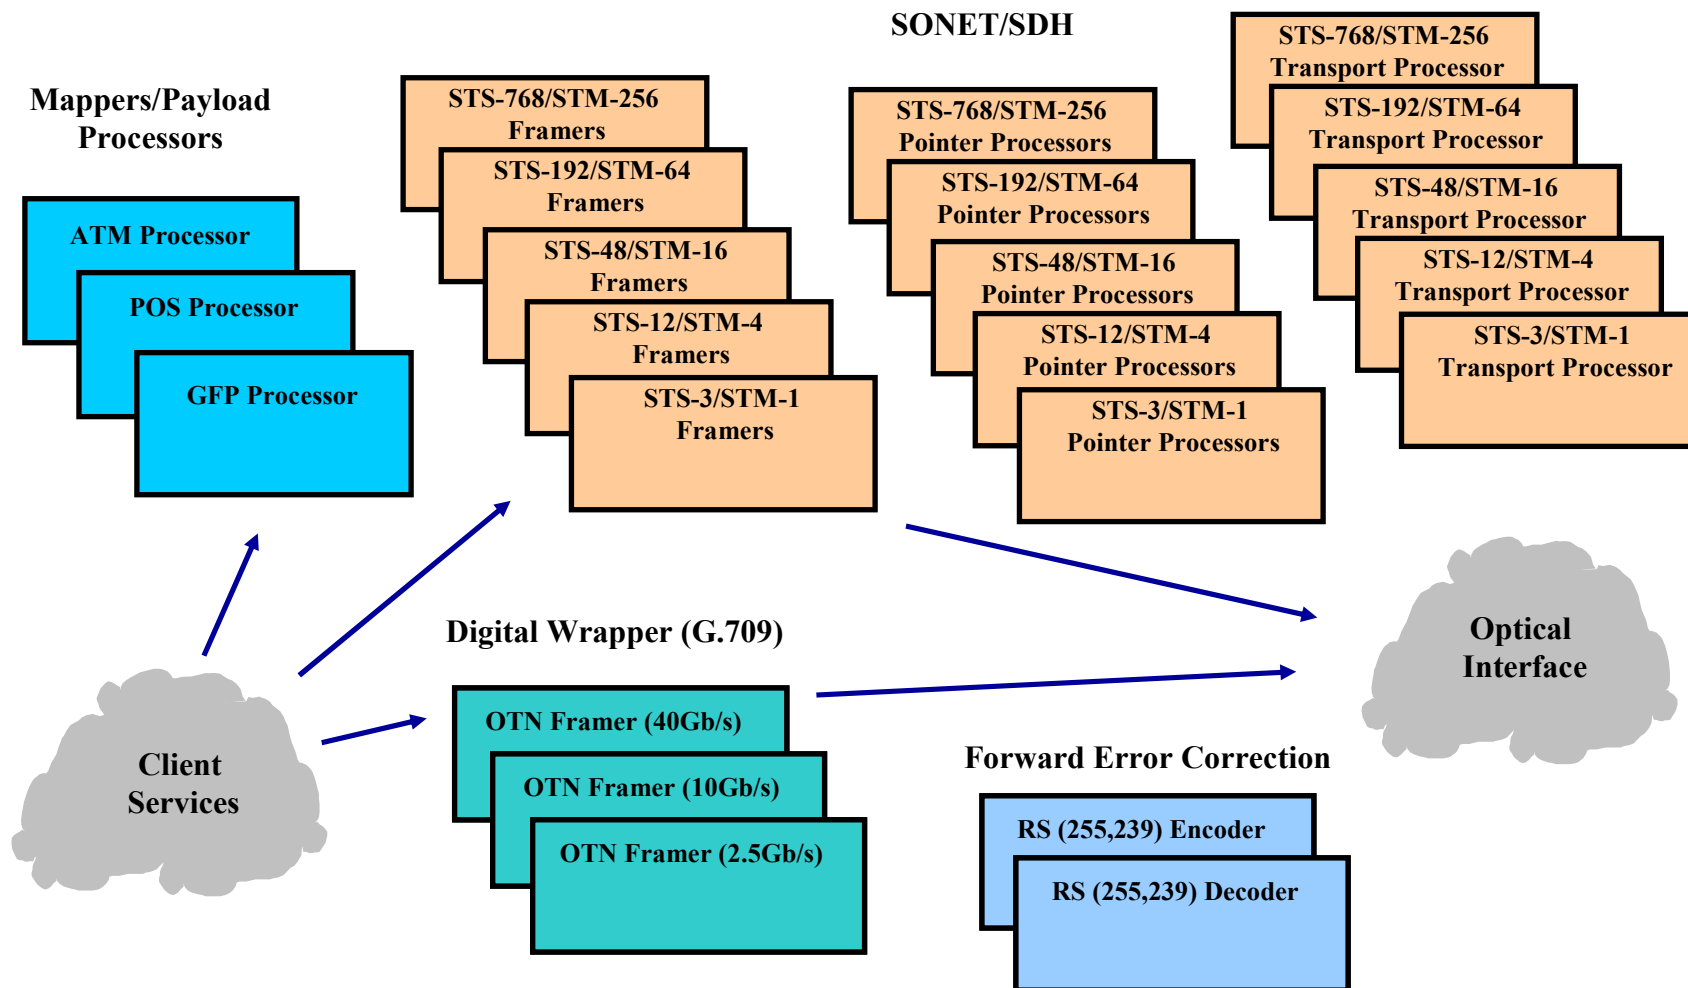 SONET/SDH
Mappers/Payload
Processors
ATM Processor
POS Processor
GFP Processor
STS-768/STM-256
Framers
STS-192/STM-64
Framers
STS-48/STM-16
Framers
STS-12/STM-4
Framers
STS-3/STM-1
Framers
STS-768/STM-256
Pointer Processors
STS-192/STM-64
Pointer Processors
STS-48/STM-16
Pointer Processors
STS-12/STM-4
Pointer Processors
STS-3/STM-1
Pointer Processors
STS-768/STM-256
Transport Processor
STS-192/STM-64
Transport Processor
STS-48/STM-16
Transport Processor
STS-12/STM-4
Transport Processor
STS-3/STM-1
Transport Processor
Client
Services
Digital Wrapper (G.709)
OTN Framer (40Gb/s)
OTN Framer (10Gb/s)
OTN Framer (2.5Gb/s)
Forward Error Correction
RS (255,239) Encoder
RS (255,239) Decoder
Optical
Interface